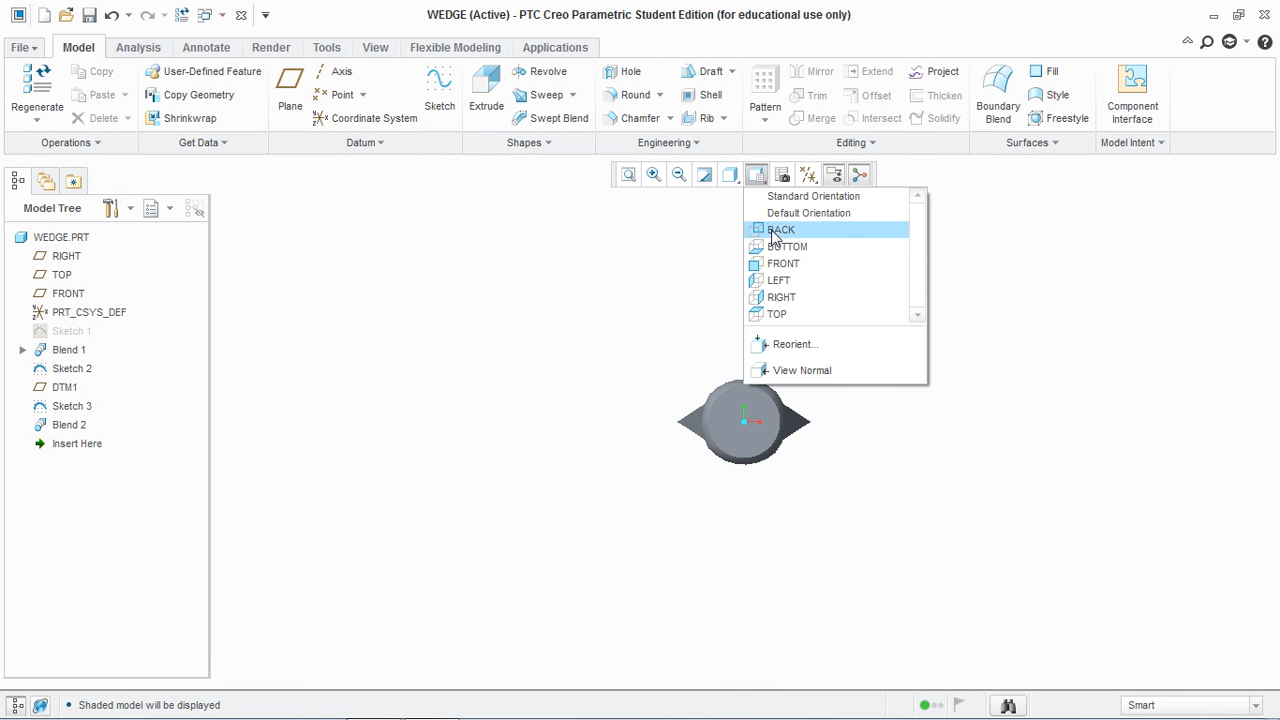 WEDGE (Active) - PTC Creo Parametric Student Edition (for educational use only)
File Model Analysis Annotate Render Tools View Flexible Modeling Applications
Regenerate
Copy
Paste
Delete
Operations
User-Defined Feature
Copy Geometry
Shrinkwrap
Get Data
Plane
Axis
Point
Coordinate System
Sketch
Datum
Extrude
Revolve
Sweep
Swept Blend
Shapes
Hole
Round
Chamfer
Draft
Shell
Rib
Engineering
Pattern
Mirror
Trim
Merge
Extend
Offset
Intersect
Project
Thicken
Solidify
Editing
Boundary
Blend
Fill
Style
Freestyle
Surfaces
Component
Interface
Model Intent
Model Tree
WEDGE.PRT
RIGHT
TOP
FRONT
PRT_CSYS_DEF
Sketch 1
Blend 1
Sketch 2
DTM1
Sketch 3
Blend 2
Insert Here
Standard Orientation
Default Orientation
BACK
BOTTOM
FRONT
LEFT
RIGHT
TOP
Reorient...
View Normal
Shaded model will be displayed
Smart